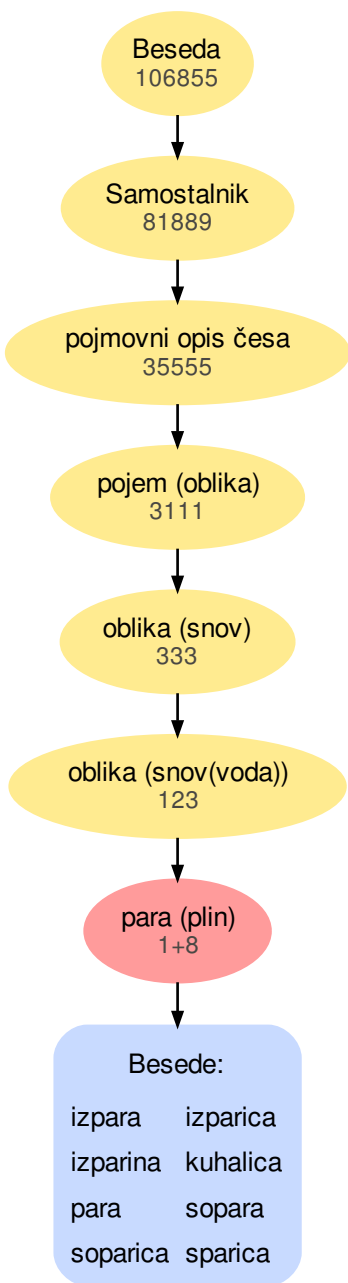 Beseda
106855
Samostalnik
81889
pojmovni opis česa
35555
pojem (oblika)
3111
oblika (snov)
333
oblika (snov(voda))
123
para (plin)
1+8
Besede:
izpara izparica
izparina kuhalica
para sopara
soparica sparica